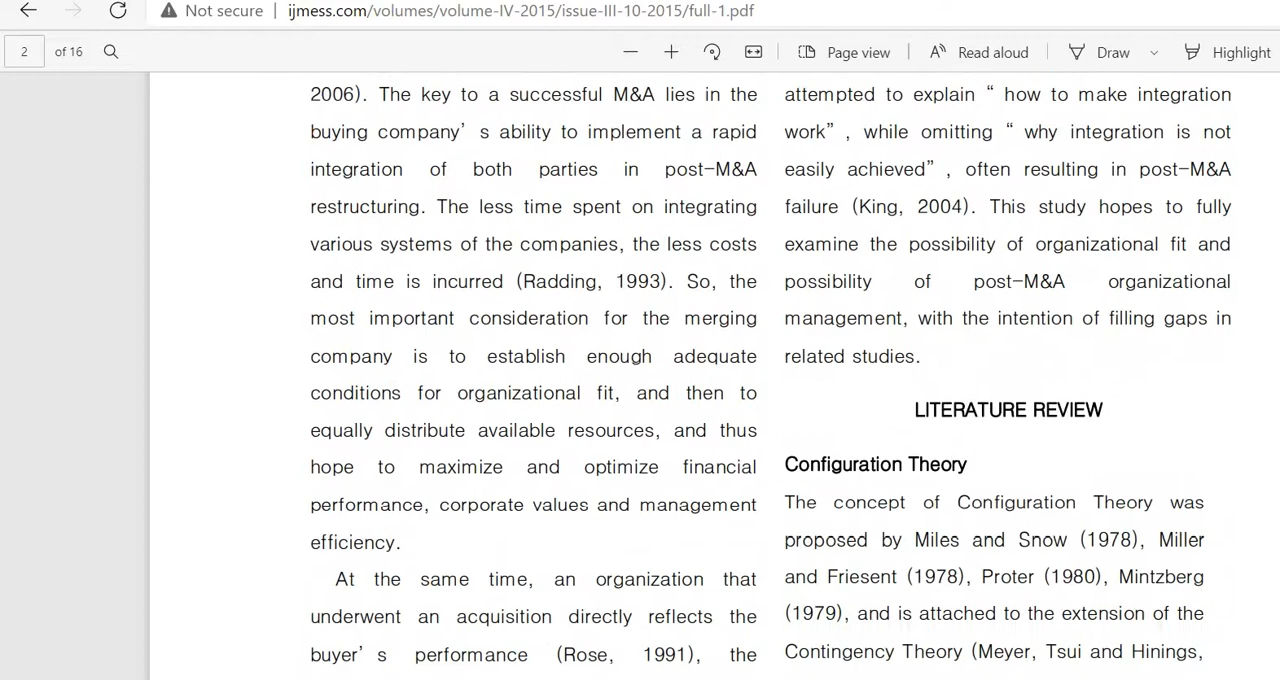 Not secure | ijmess.com/volumes/volume-IV-2015/issue-III-10-2015/full-1.pdf
2 of 16 Page view Read aloud Draw Highlight
2006). The key to a successful M&A lies in the
buying company’ s ability to implement a rapid
integration of both parties in post-M&A
restructuring. The less time spent on integrating
various systems of the companies, the less costs
and time is incurred (Radding, 1993). So, the
most important consideration for the merging
company is to establish enough adequate
conditions for organizational fit, and then to
equally distribute available resources, and thus
hope to maximize and optimize financial
performance, corporate values and management
efficiency.
At the same time, an organization that
underwent an acquisition directly reflects the
buyer’ s performance (Rose, 1991), the
attempted to explain “ how to make integration
work” , while omitting “ why integration is not
easily achieved” , often resulting in post-M&A
failure (King, 2004). This study hopes to fully
examine the possibility of organizational fit and
possibility of post-M&A organizational
management, with the intention of filling gaps in
related studies.
LITERATURE REVIEW
Configuration Theory
The concept of Configuration Theory was
proposed by Miles and Snow (1978), Miller
and Friesent (1978), Proter (1980), Mintzberg
(1979), and is attached to the extension of the
Contingency Theory (Meyer, Tsui and Hinings,